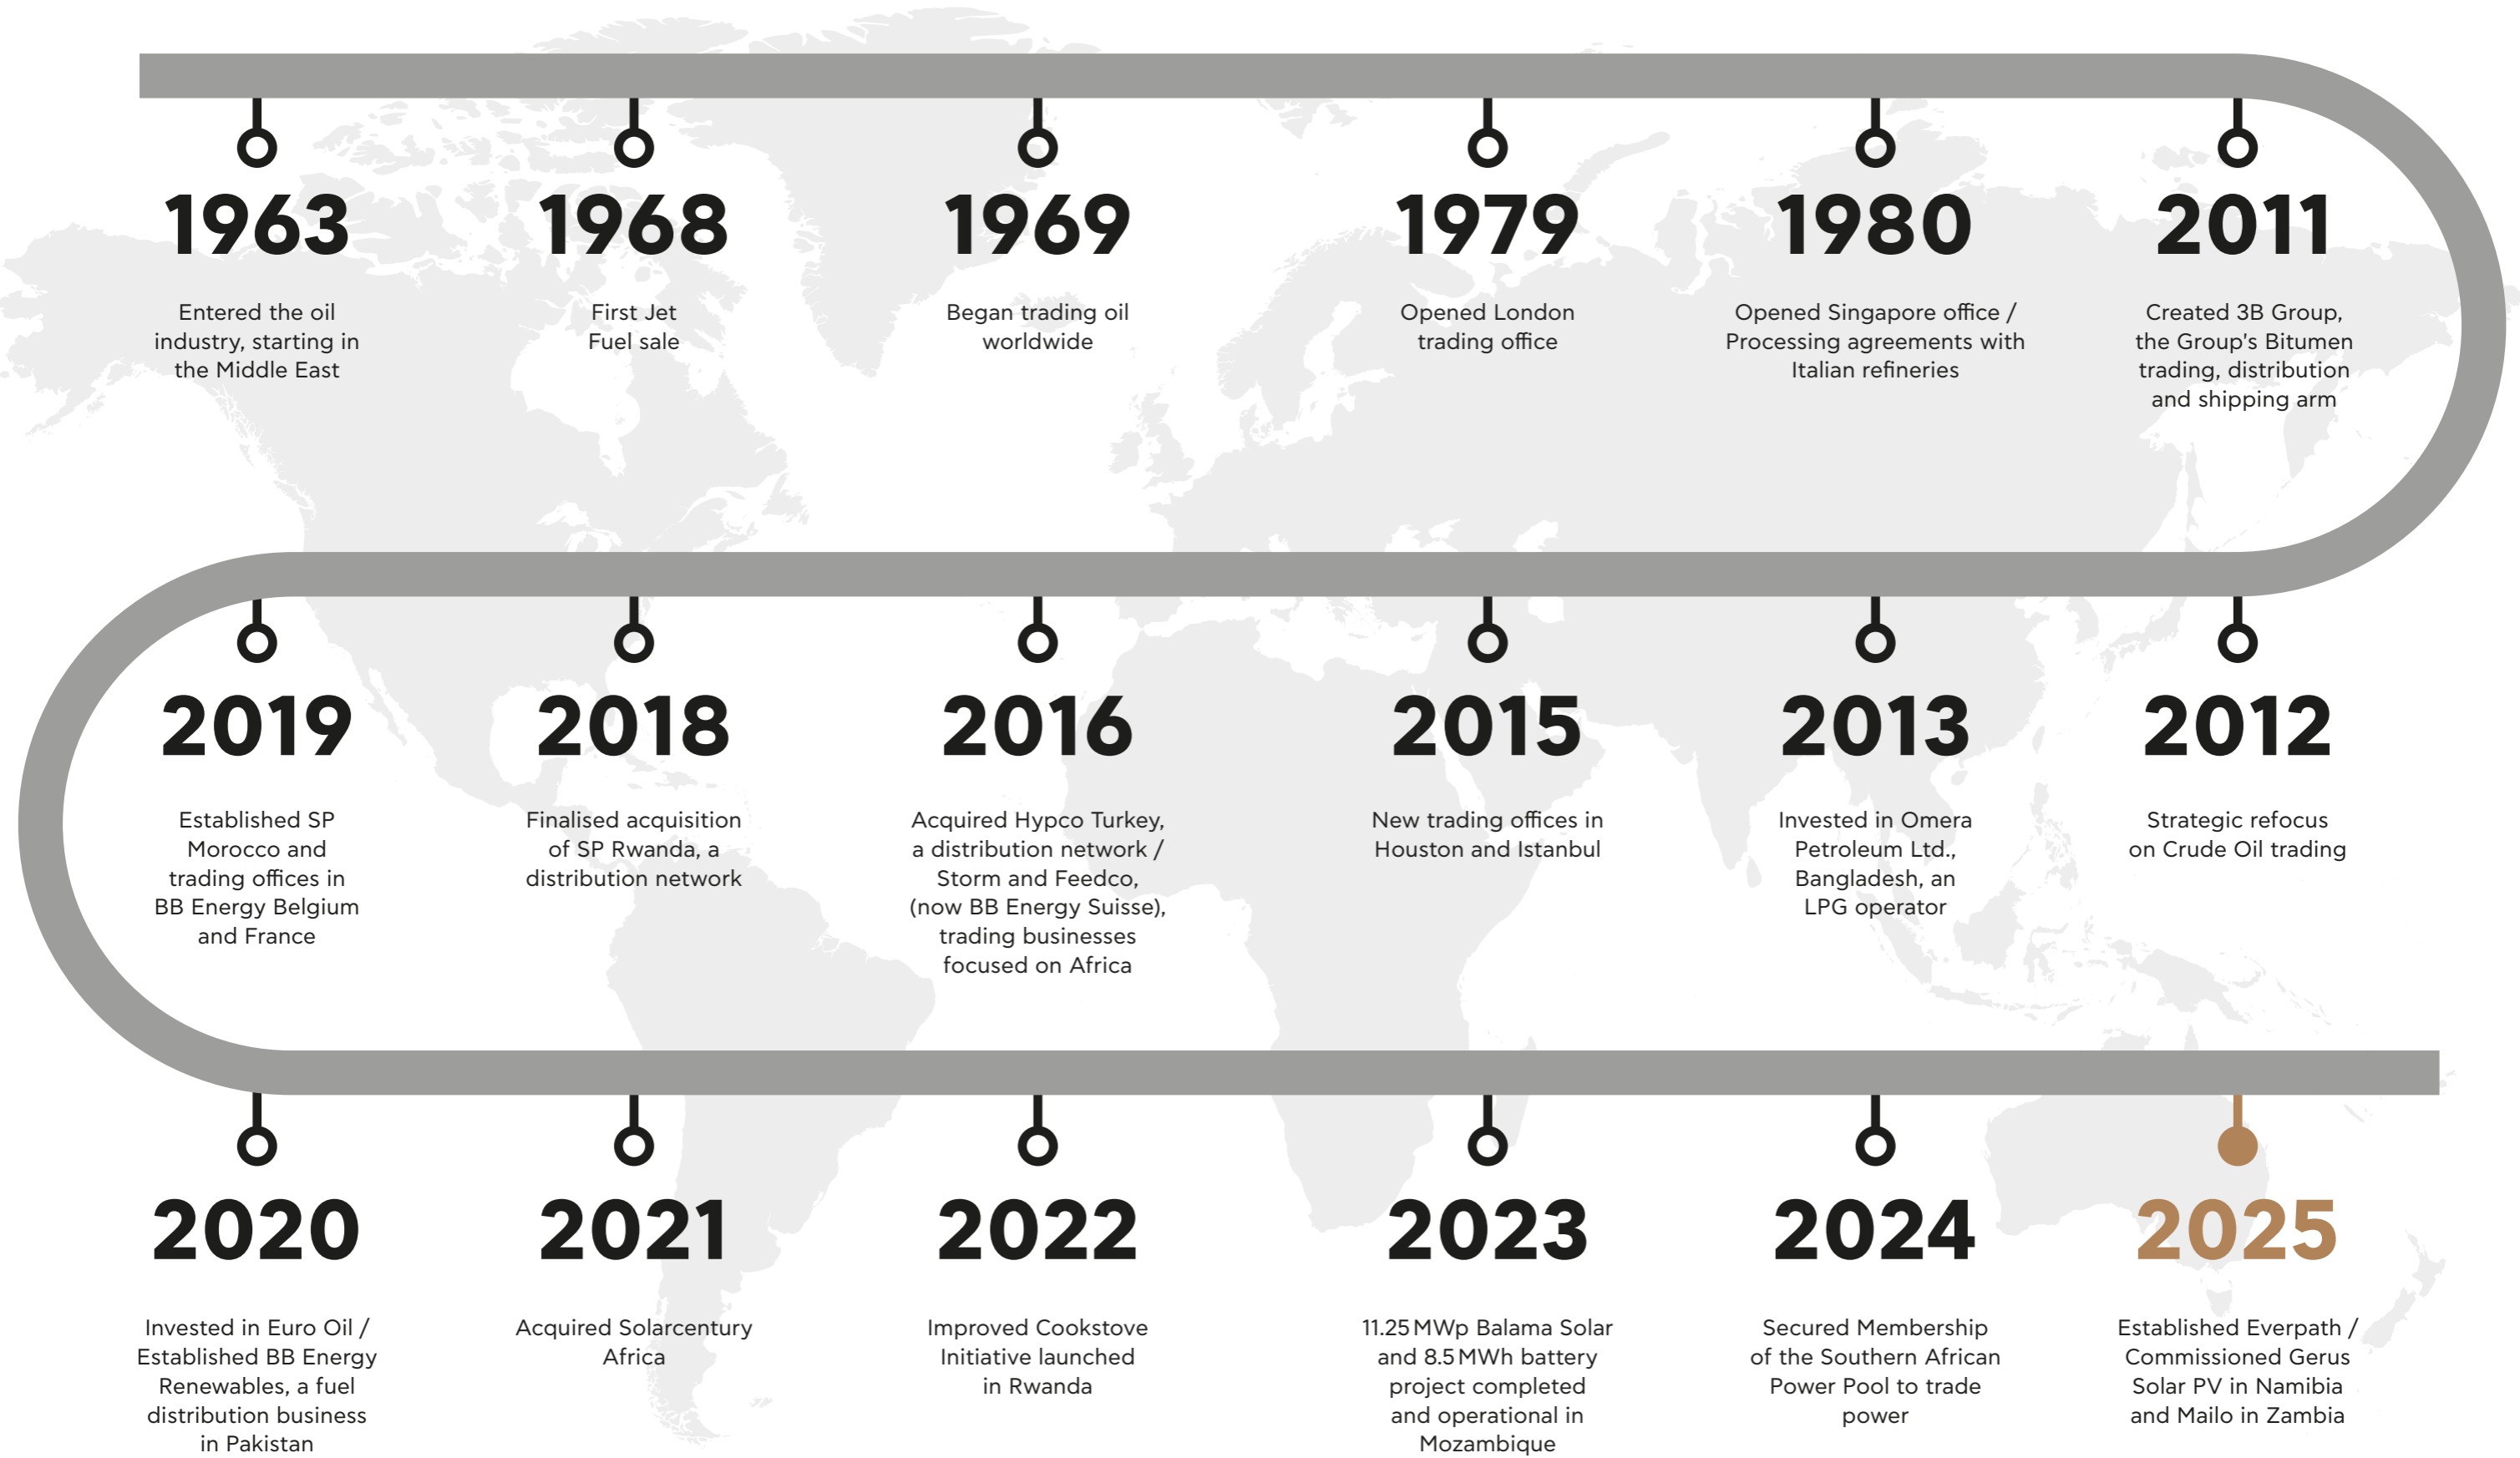 1963
Entered the oil
industry, starting in
the Middle East
1968
First Jet
Fuel sale
1969
Began trading oil
worldwide
1979
Opened London
trading office
1980
Opened Singapore office /
Processing agreements with
Italian refineries
2011
Created 3B Group,
the Group's Bitumen
trading, distribution
and shipping arm
2012
Strategic refocus
on Crude Oil trading
2013
Invested in Omera
Petroleum Ltd.,
Bangladesh, an
LPG operator
2015
New trading offices in
Houston and Istanbul
2016
Acquired Hypco Turkey,
a distribution network /
Storm and Feedco,
(now BB Energy Suisse),
trading businesses
focused on Africa
2018
Finalised acquisition
of SP Rwanda, a
distribution network
2019
Established SP
Morocco and
trading offices in
BB Energy Belgium
and France
2020
Invested in Euro Oil /
Established BB Energy
Renewables, a fuel
distribution business
in Pakistan
2021
Acquired Solarcentury
Africa
2022
Improved Cookstove
Initiative launched
in Rwanda
2023
11.25 MWp Balama Solar
and 8.5 MWh battery
project completed
and operational in
Mozambique
2024
Secured Membership
of the Southern African
Power Pool to trade
power
2025
Established Everpath /
Commissioned Gerus
Solar PV in Namibia
and Mailo in Zambia